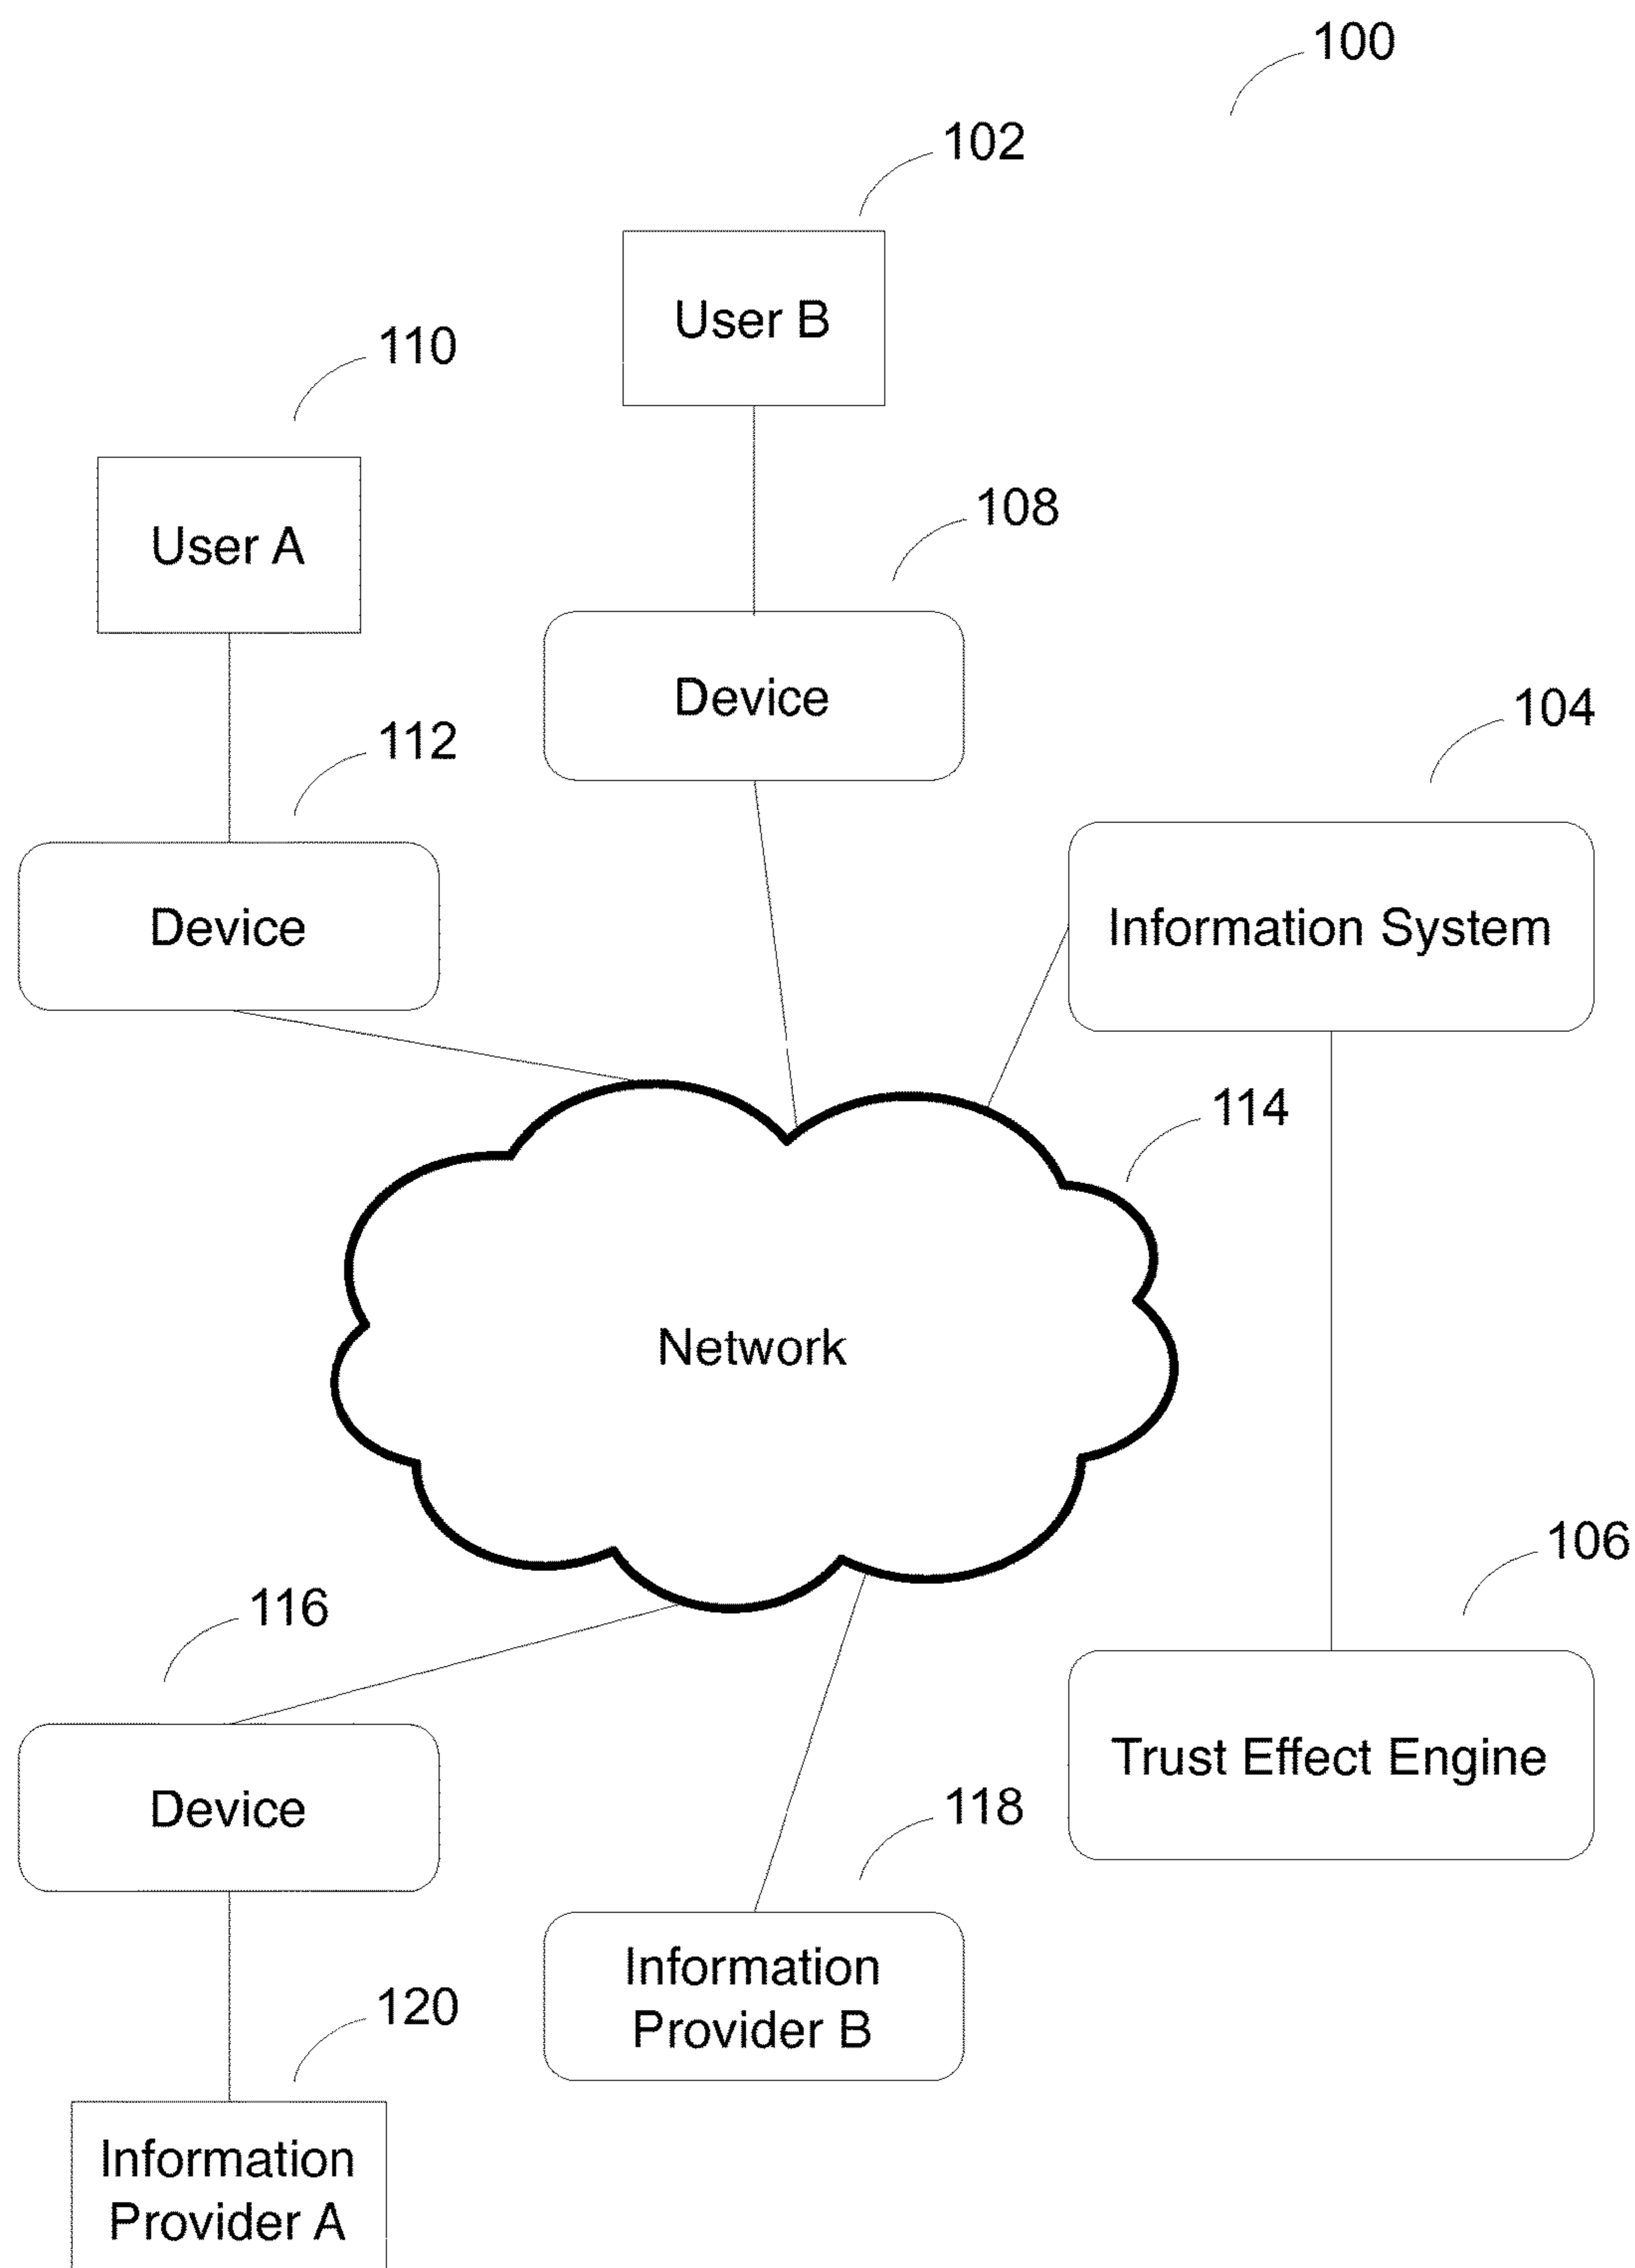 100
102
User B
110
User A
108
Device
104
112
Device
Information System
114
Network
106
116
Trust Effect Engine
Device
118
Information
Provider B
120
Information
Provider A